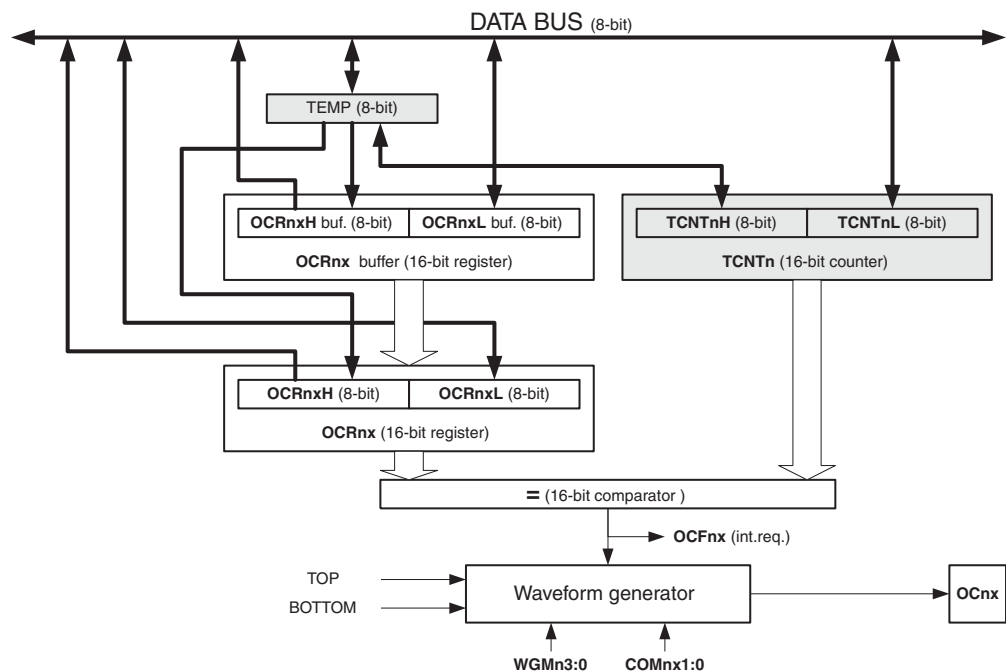 DATA BUS (8-bit)
TEMP (8-bit)
OCRnxH buf. (8-bit)
OCRnxL buf. (8-bit)
TCNTnH (8-bit)
TCNTnL (8-bit)
OCRnx buffer (16-bit register)
TCNTn (16-bit counter)
OCRnxH (8-bit)
OCRnxL (8-bit)
OCRnx (16-bit register)
= (16-bit comparator )
OCFnx (int.req.)
TOP
BOTTOM
Waveform generator
OCnx
WGMn3:0
COMnx1:0